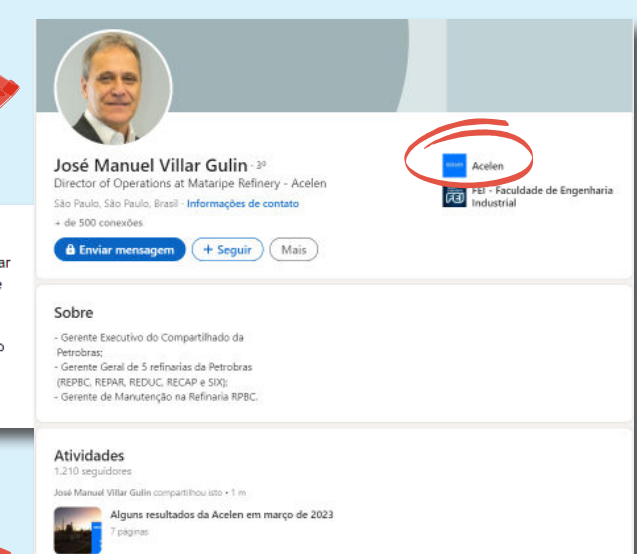 José Manuel Villar Gulin · 3º
Director of Operations at Mataripe Refinery - Acelen
São Paulo, São Paulo, Brasil · Informações de contato
+ de 500 conexões
Enviar mensagem
+ Seguir
Mais
Acelen
FEI - Faculdade de Engenharia
Industrial
FEI
ar
e
o
Sobre
- Gerente Executivo do Compartilhado da
Petrobras;
- Gerente Geral de 5 refinarias da Petrobras
(REPBC, REPAR, REDUC, RECAP e SIX);
- Gerente de Manutenção na Refinaria RPBC.
Atividades
1.210 seguidores
José Manuel Villar Gulin compartilhou isto • 1 m
Alguns resultados da Acelen em março de 2023
7 páginas